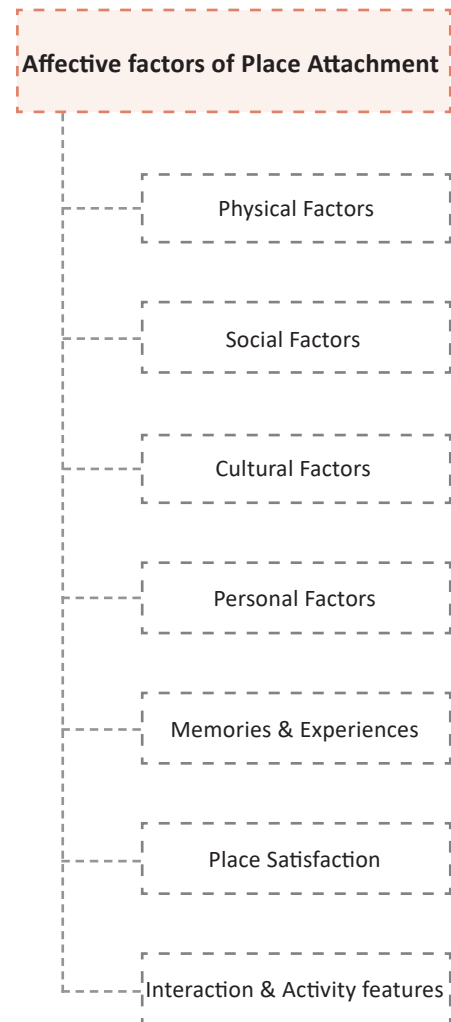 Affective factors of Place Attachment
Physical Factors
Social Factors
Cultural Factors
Personal Factors
Memories & Experiences
Place Satisfaction
Interaction & Activity features